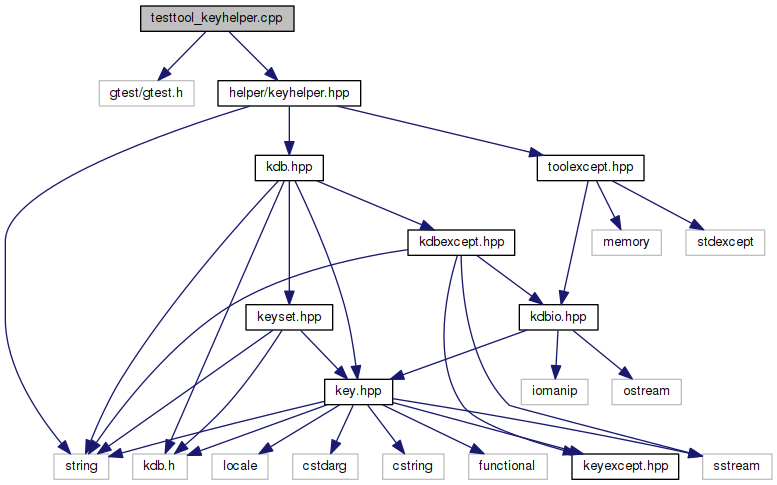 testtool_keyhelper.cpp
gtest/gtest.h
helper/keyhelper.hpp
kdb.hpp
toolexcept.hpp
kdbexcept.hpp
memory
stdexcept
keyset.hpp
kdbio.hpp
key.hpp
iomanip
ostream
string
kdb.h
locale
cstdarg
cstring
functional
keyexcept.hpp
sstream